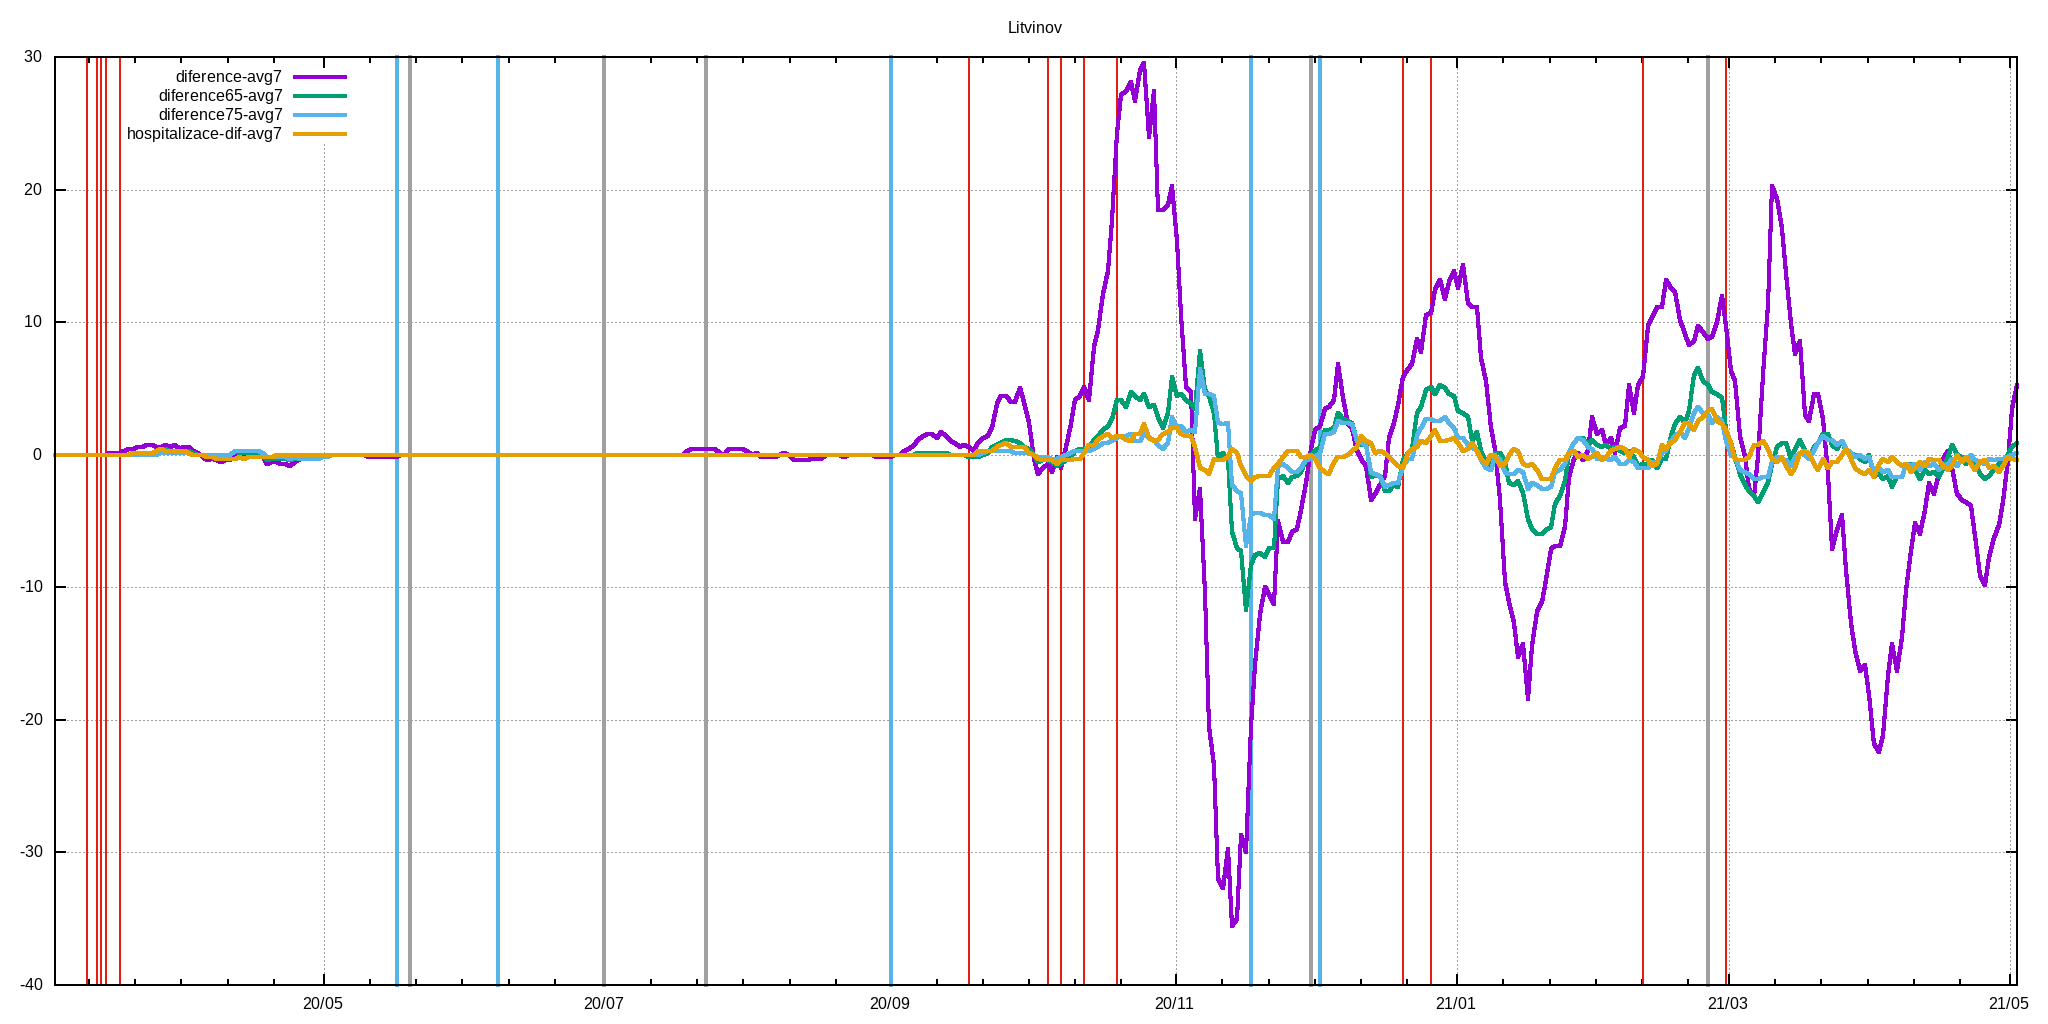 Litvinov
diference-avg7
diference65-avg7
diference75-avg7
hospitalizace-dif-avg7
30
20
10
0
-10
-20
-30
-40
20/05 20/07 20/09 20/11 21/01 21/03 21/05